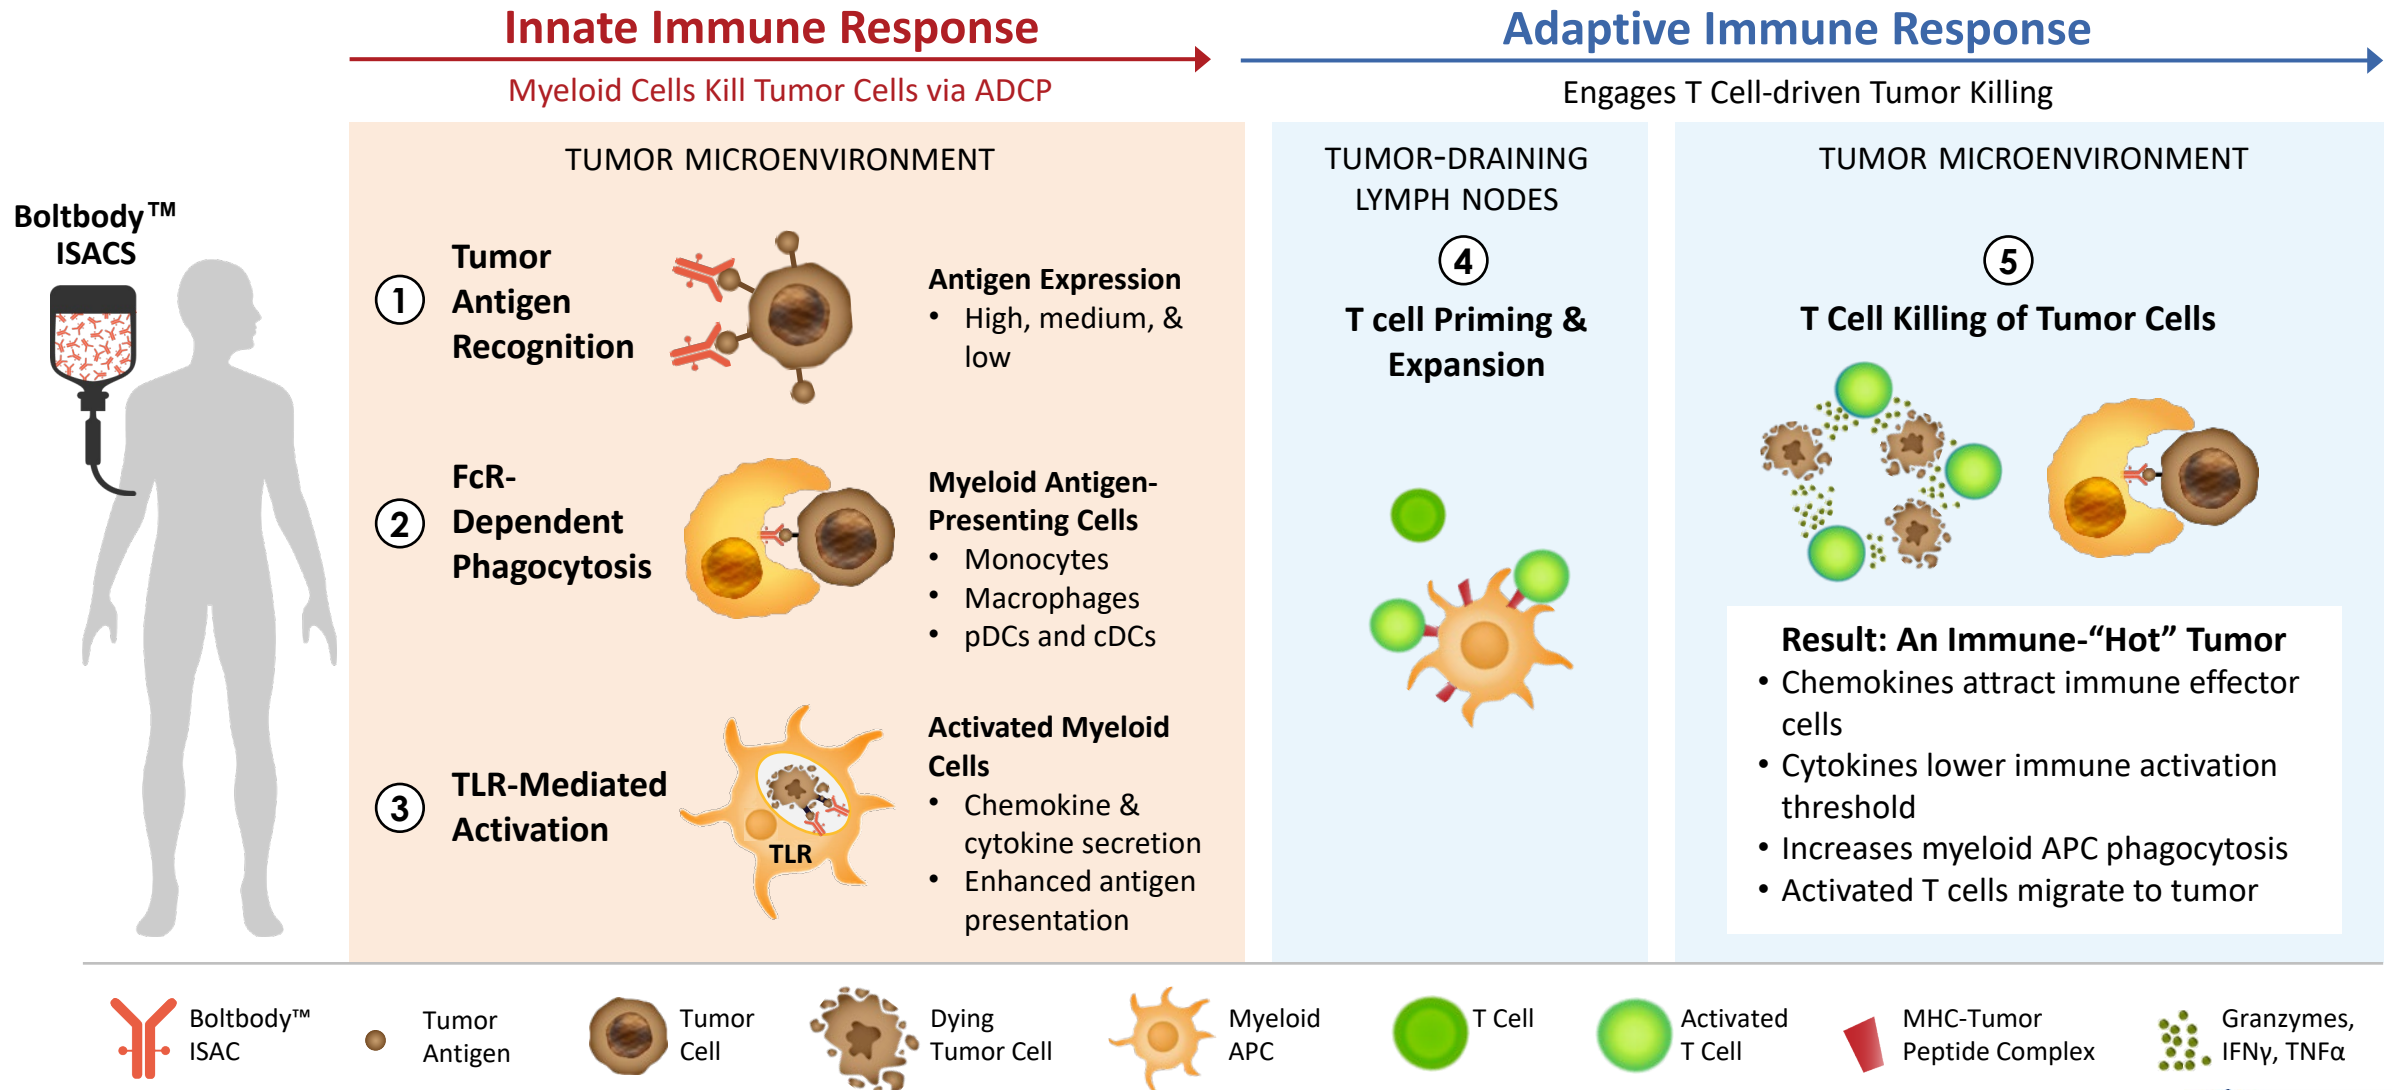 Innate Immune Response
Adaptive Immune Response
Myeloid Cells Kill Tumor Cells via ADCP
Engages T Cell-driven Tumor Killing
Boltbody™
ISACS
TUMOR MICROENVIRONMENT
1
Tumor
Antigen
Recognition
Antigen Expression
• High, medium, &
low
2
FcR-
Dependent
Phagocytosis
Myeloid Antigen-
Presenting Cells
• Monocytes
• Macrophages
• pDCs and cDCs
3
TLR-Mediated
Activation
TLR
Activated Myeloid
Cells
• Chemokine &
cytokine secretion
• Enhanced antigen
presentation
TUMOR-DRAINING
LYMPH NODES
4
T cell Priming &
Expansion
TUMOR MICROENVIRONMENT
5
T Cell Killing of Tumor Cells
Result: An Immune-“Hot” Tumor
• Chemokines attract immune effector
cells
• Cytokines lower immune activation
threshold
• Increases myeloid APC phagocytosis
• Activated T cells migrate to tumor
Boltbody™
ISAC
Tumor
Antigen
Tumor
Cell
Dying
Tumor Cell
Myeloid
APC
T Cell
Activated
T Cell
MHC-Tumor
Peptide Complex
Granzymes,
IFNγ, TNFα